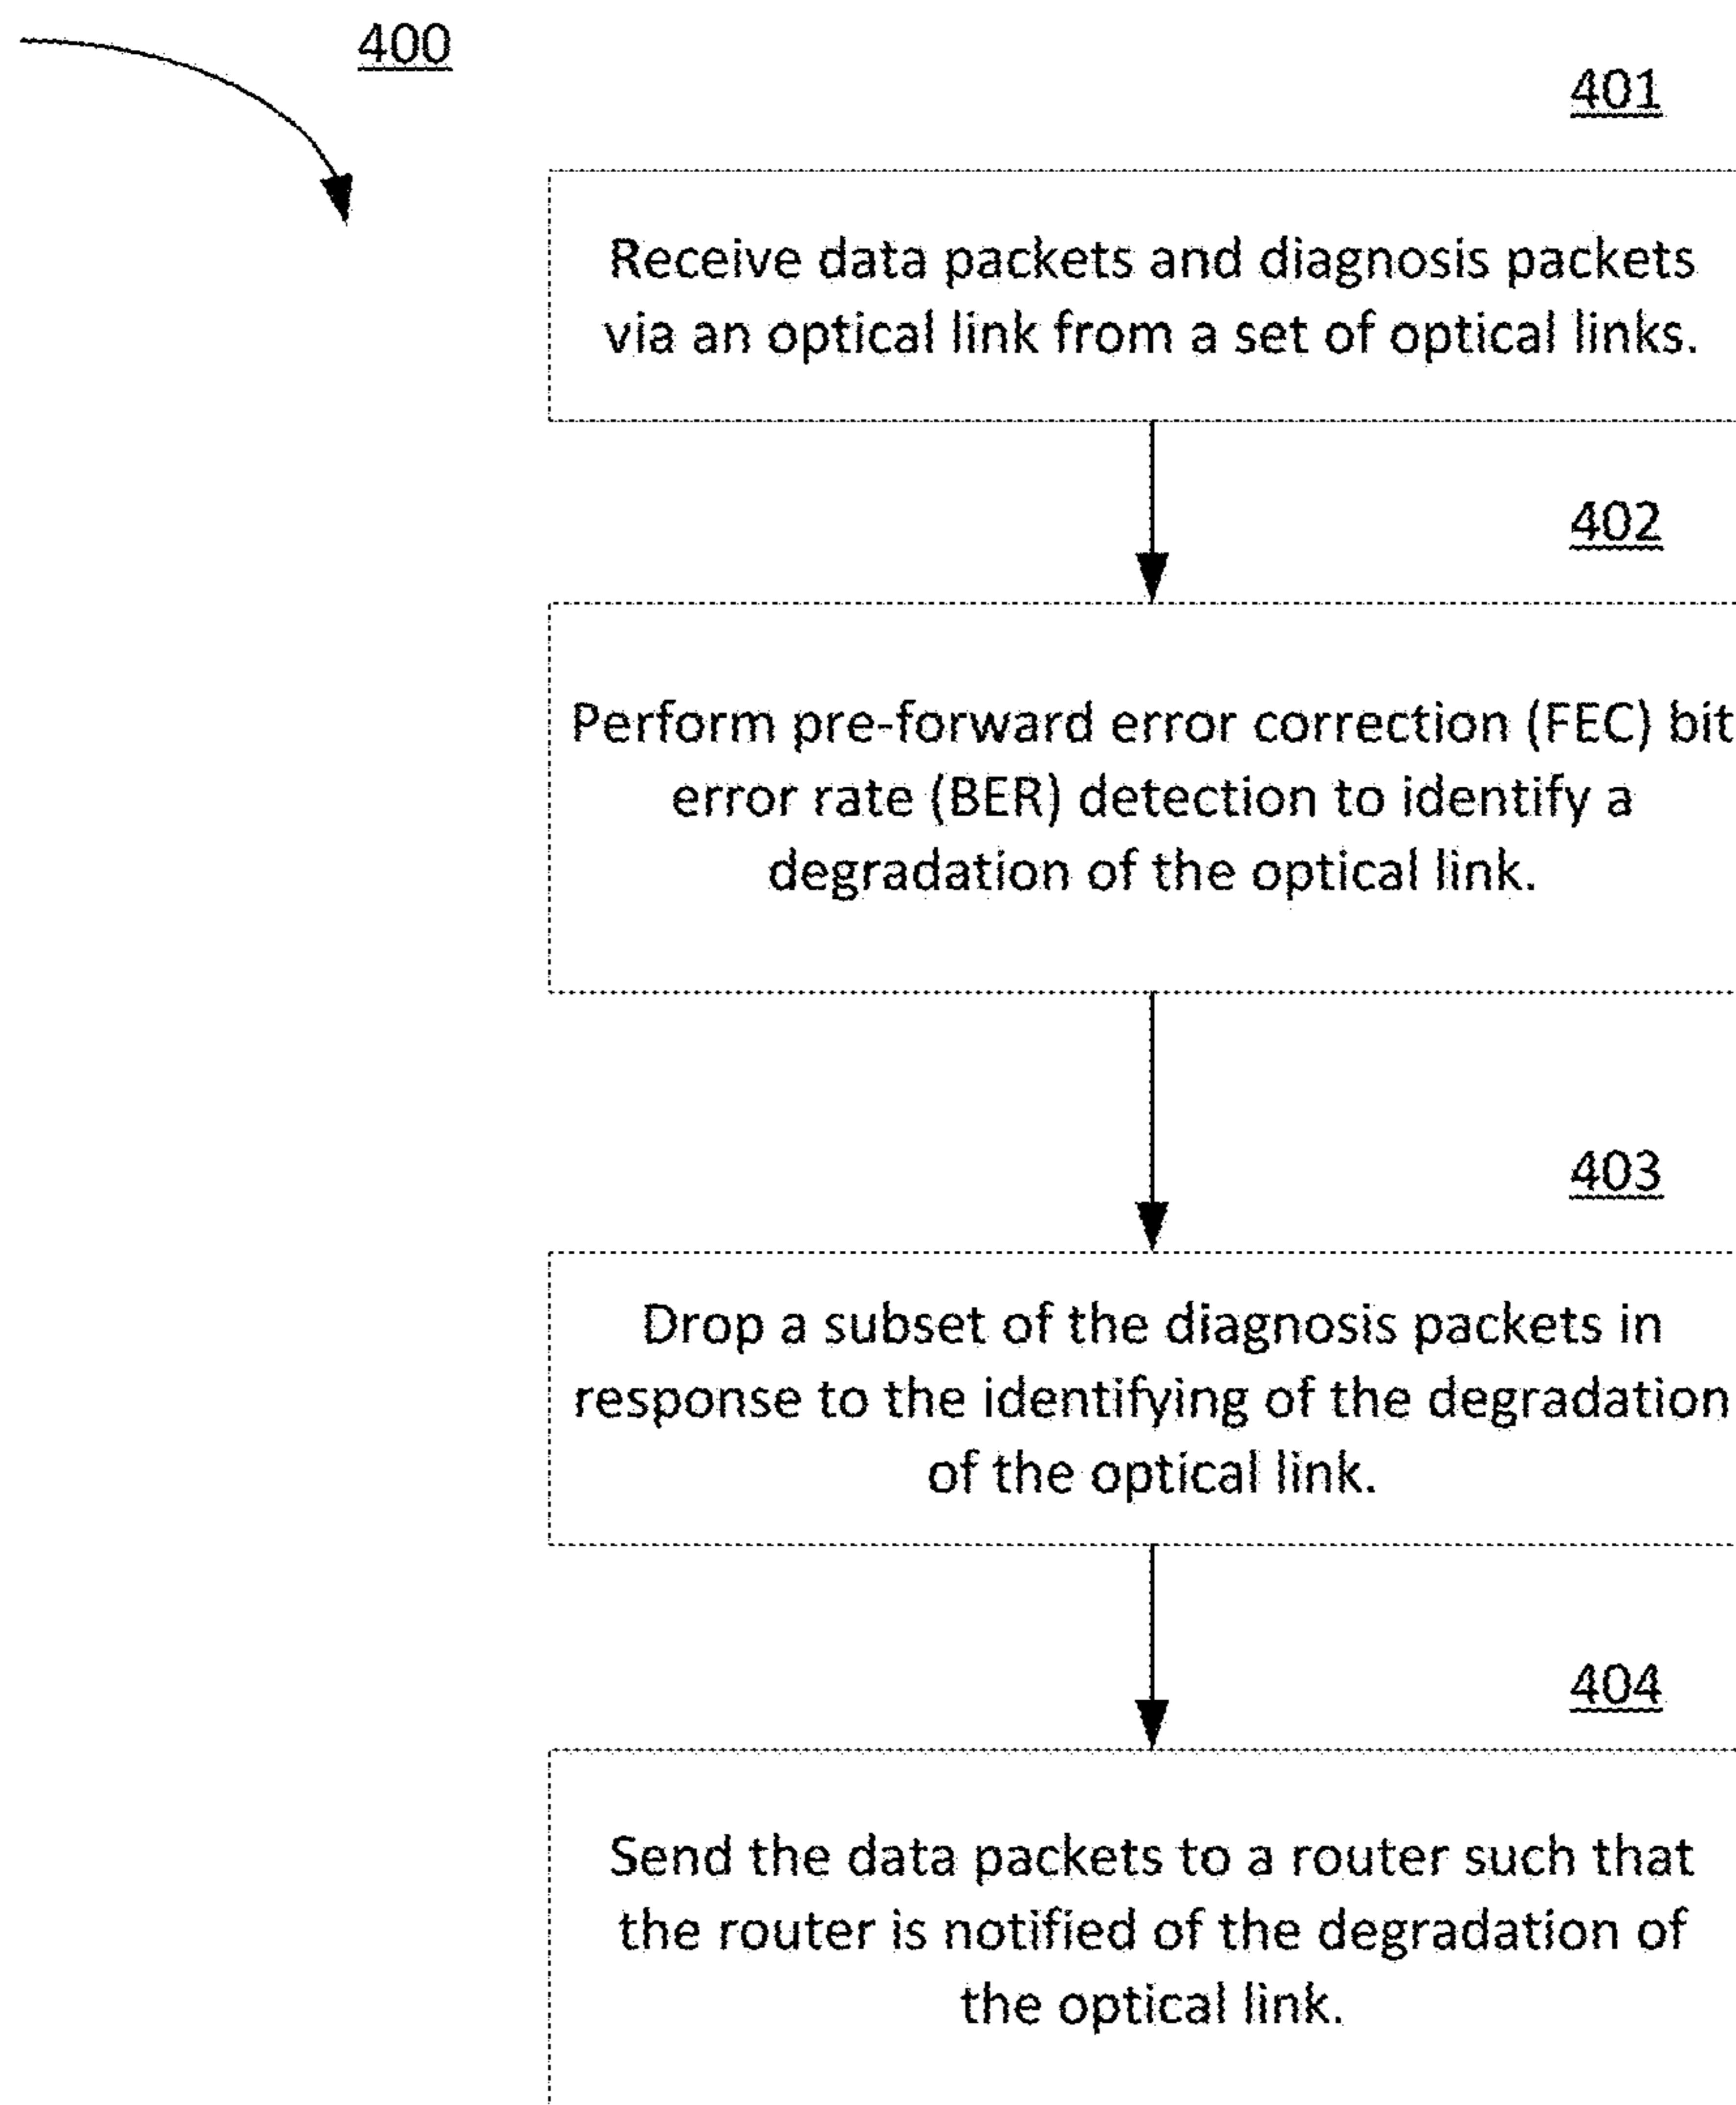 400
401
Receive data packets and diagnosis packets
via an optical link from a set of optical links.
402
Perform pre-forward error correction (FEC) bit
error rate (BER) detection to identify a
degradation of the optical link.
403
Drop a subset of the diagnosis packets in
response to the identifying of the degradation
of the optical link.
404
Send the data packets to a router such that
the router is notified of the degradation of
the optical link.